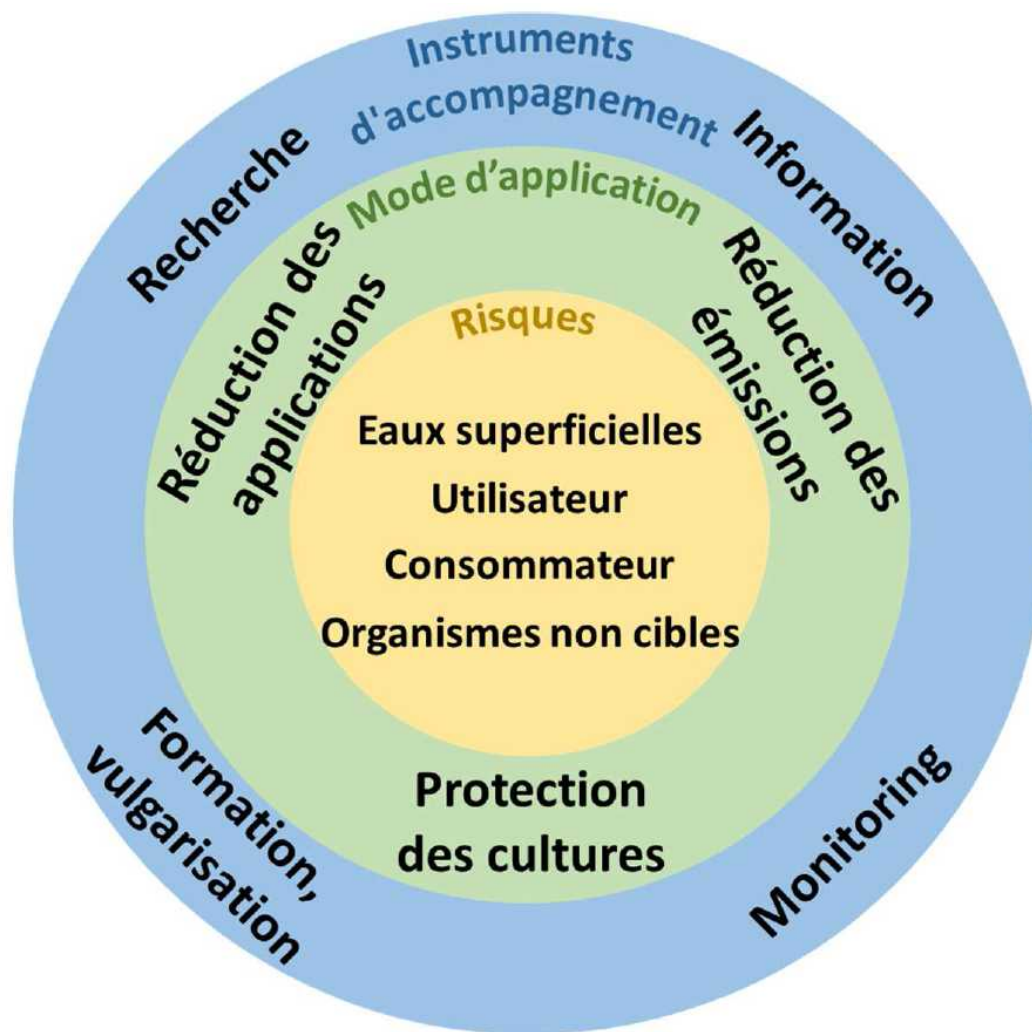 Instruments
d'accompagnement
Recherche
Information
Mode d’application
Réduction des
applications
Réduction des
émissions
Risques
Eaux superficielles
Utilisateur
Consommateur
Organismes non cibles
Protection
des cultures
Formation,
vulgarisation
Monitoring